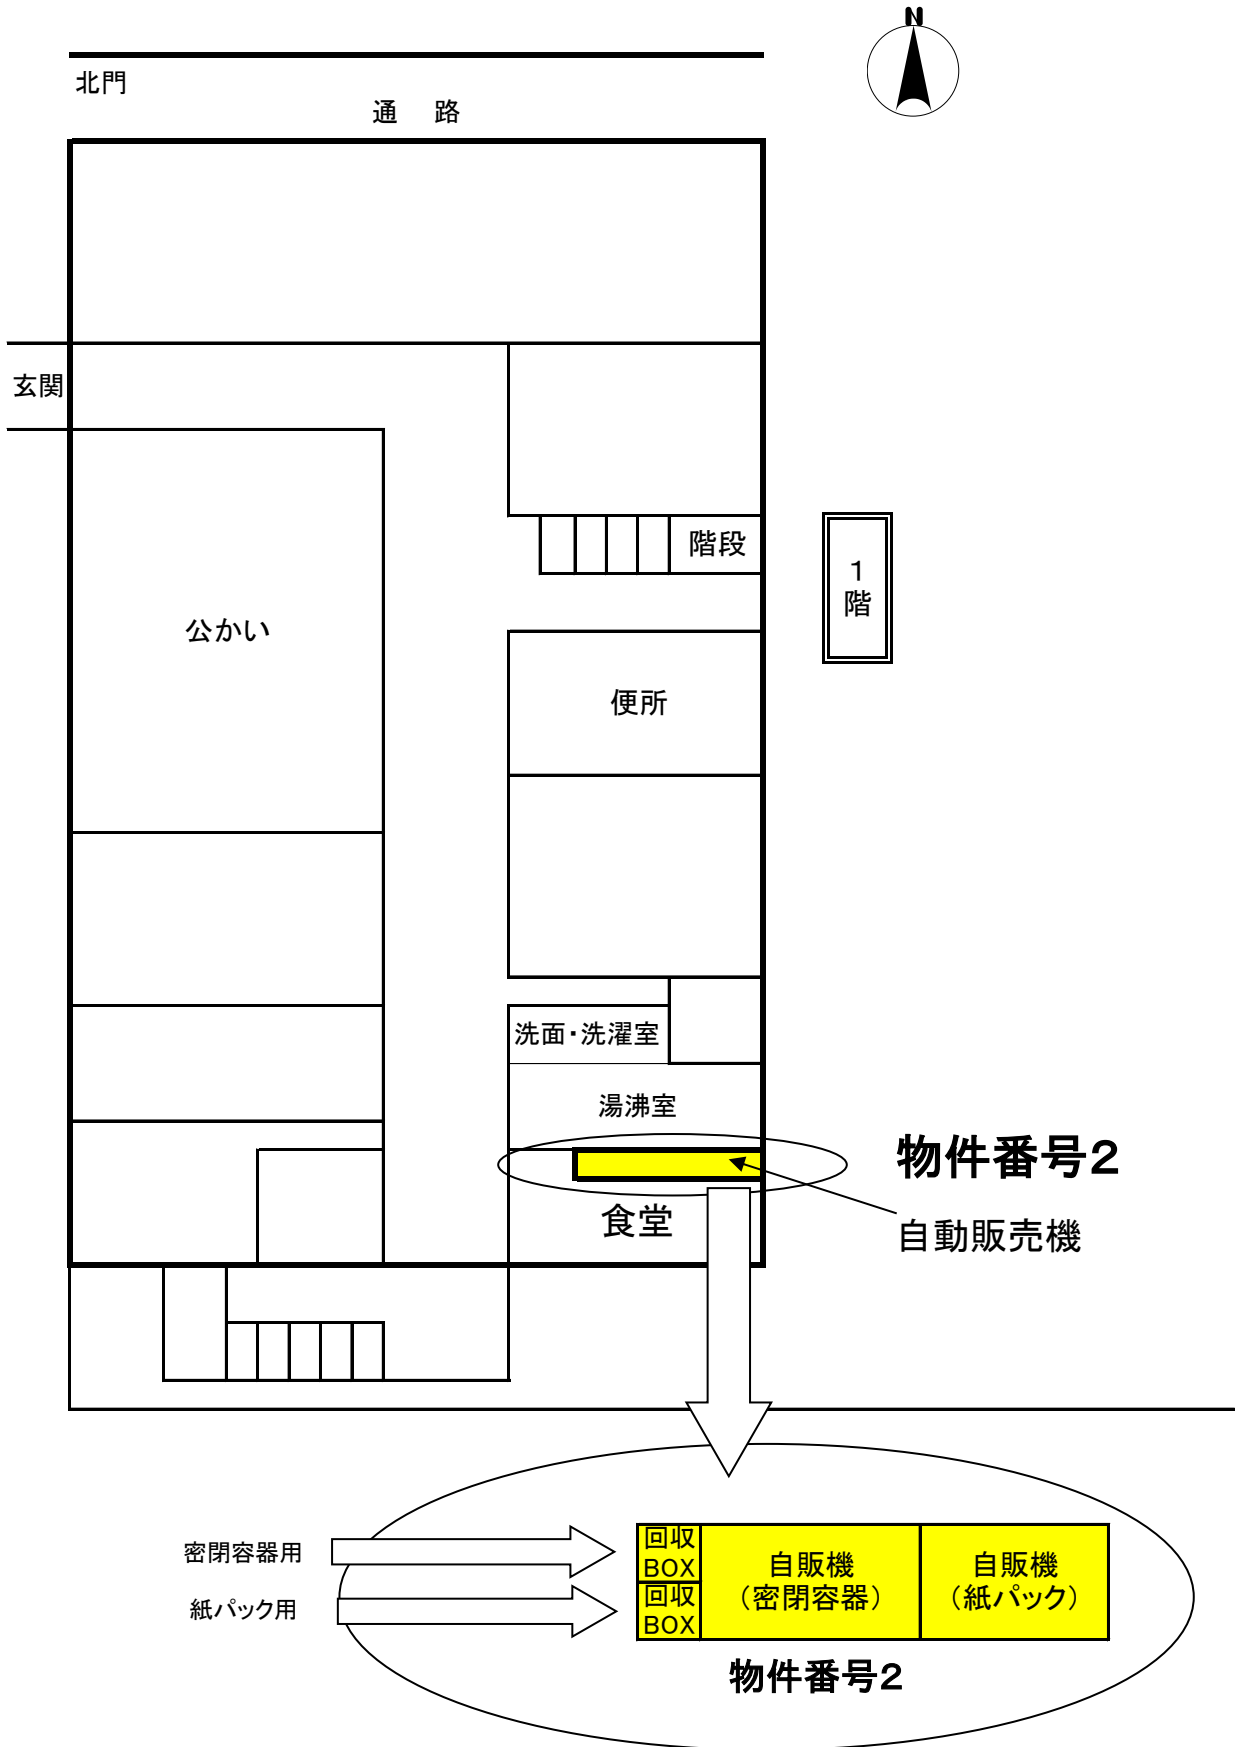 N
北門
通　路
玄関
階段
1
階
公かい
便所
洗面・洗濯室
湯沸室
物件番号2
食堂
自動販売機
密閉容器用
紙パック用
回収
BOX
回収
BOX
自販機
（密閉容器）
自販機
（紙パック）
物件番号2